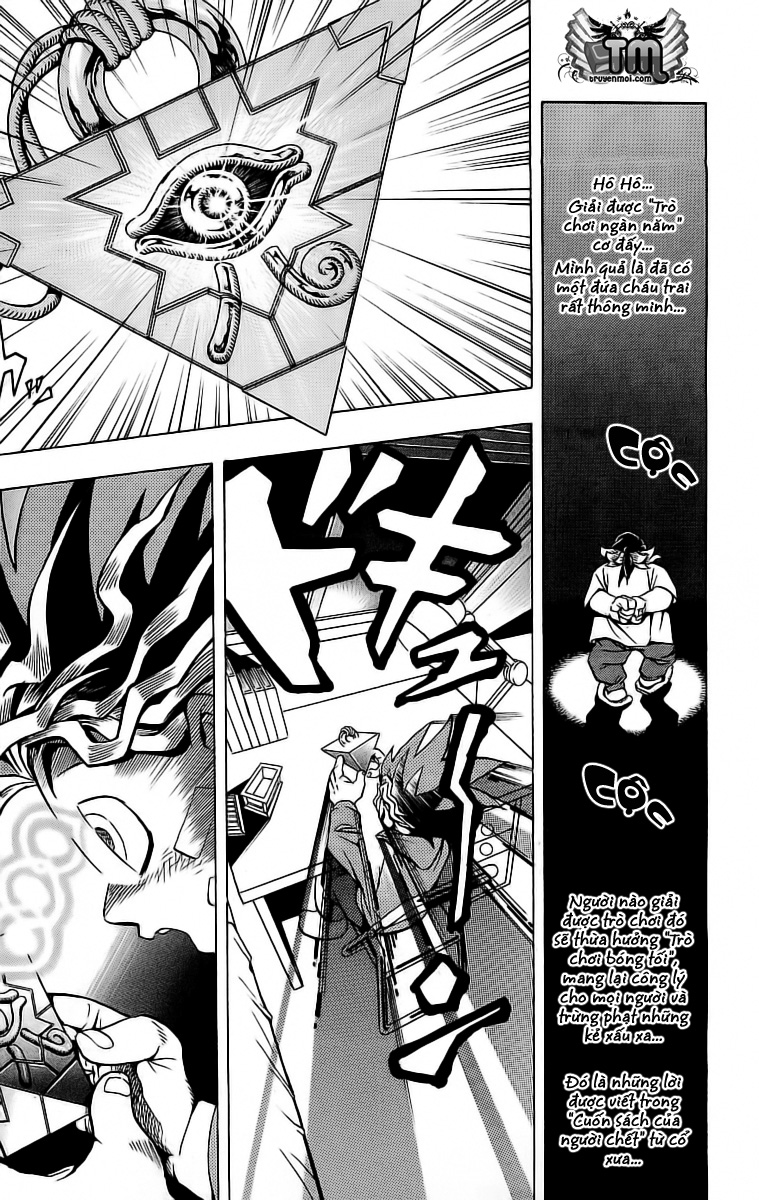 TM
truyenmoi.com
Hô Hô...
Giải được "Trò
chơi ngàn năm"
cơ đấy...
Mình quả là đã có
một đứa cháu trai
rất thông minh...
CỘC
CỘC
Người nào giải
được trò chơi đó
sẽ thừa hưởng "Trò
chơi bóng tối",
mang lại công lý
cho mọi người và
trừng phạt những
kẻ xấu xa...
Đó là những lời
được viết trong
"Cuốn sách của
người chết" từ cổ
xưa...
ドギュー